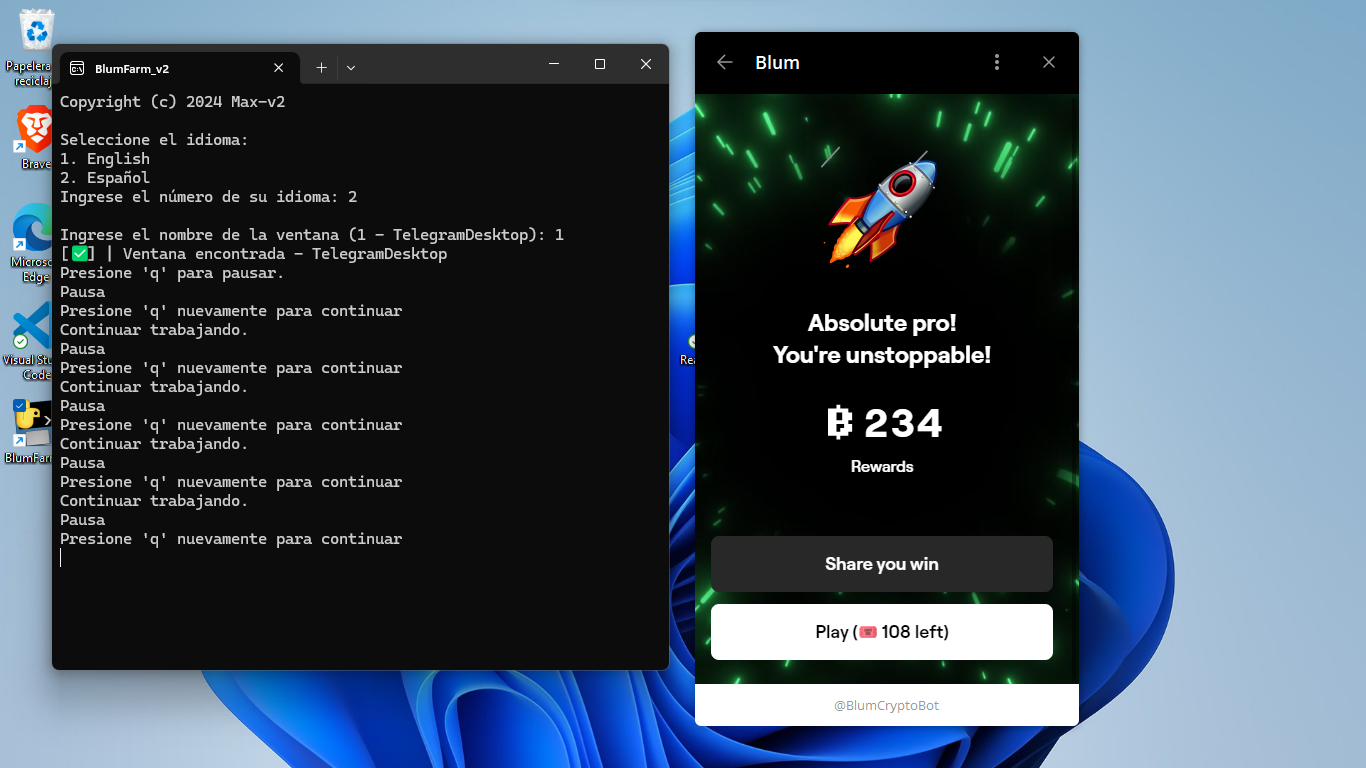 Papelera
reciclaj
Brave
Microso
Edge
Visual Stu
Code
BlumFar
BlumFarm_v2
Copyright (c) 2024 Max-v2
Seleccione el idioma:
1. English
2. Español
Ingrese el número de su idioma: 2
Ingrese el nombre de la ventana (1 - TelegramDesktop): 1
[✅] | Ventana encontrada - TelegramDesktop
Presione 'q' para pausar.
Pausa
Presione 'q' nuevamente para continuar
Continuar trabajando.
Pausa
Presione 'q' nuevamente para continuar
Continuar trabajando.
Pausa
Presione 'q' nuevamente para continuar
Continuar trabajando.
Pausa
Presione 'q' nuevamente para continuar
Continuar trabajando.
Pausa
Presione 'q' nuevamente para continuar
Rea
Blum
Absolute pro!
You're unstoppable!
฿ 234
Rewards
Share you win
Play (🎟 108 left)
@BlumCryptoBot